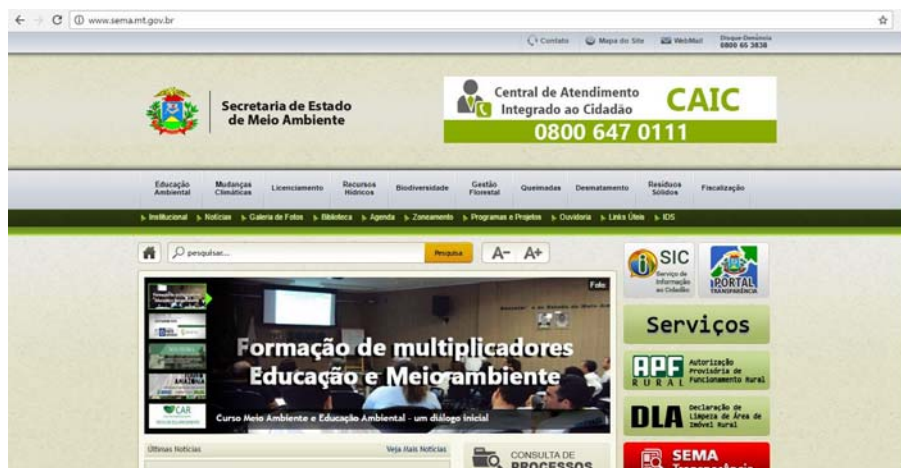 www.sema.mt.gov.br
Contato
Mapa do Site
WebMail
Disque-Denúncia
0800 65 3838
Secretaria de Estado
de Meio Ambiente
Central de Atendimento
Integrado ao Cidadão
CAIC
0800 647 0111
Educação
Ambiental
Mudanças
Climáticas
Licenciamento
Recursos
Hídricos
Biodiversidade
Gestão
Florestal
Queimadas
Desmatamento
Resíduos
Sólidos
Fiscalização
Institucional
Notícias
Galeria de Fotos
Biblioteca
Agenda
Zoneamento
Programas e Projetos
Ouvidoria
Links Úteis
IDS
pesquisar...
Pesquisa
A-
A+
SIC
Serviço de
Informação
ao Cidadão
PORTAL
TRANSPARÊNCIA
Foto
Formação de multiplicadores
Educação e Meio ambiente
Curso Meio Ambiente e Educação Ambiental - um diálogo inicial
CAR
Serviços
APF
RURAL
Autorização
Provisória de
Funcionamento Rural
DLA
Declaração de
Limpeza de Área de
Imóvel Rural
Últimas Notícias
Veja Mais Notícias
CONSULTA DE
PROCESSOS
SEMA
Transparência